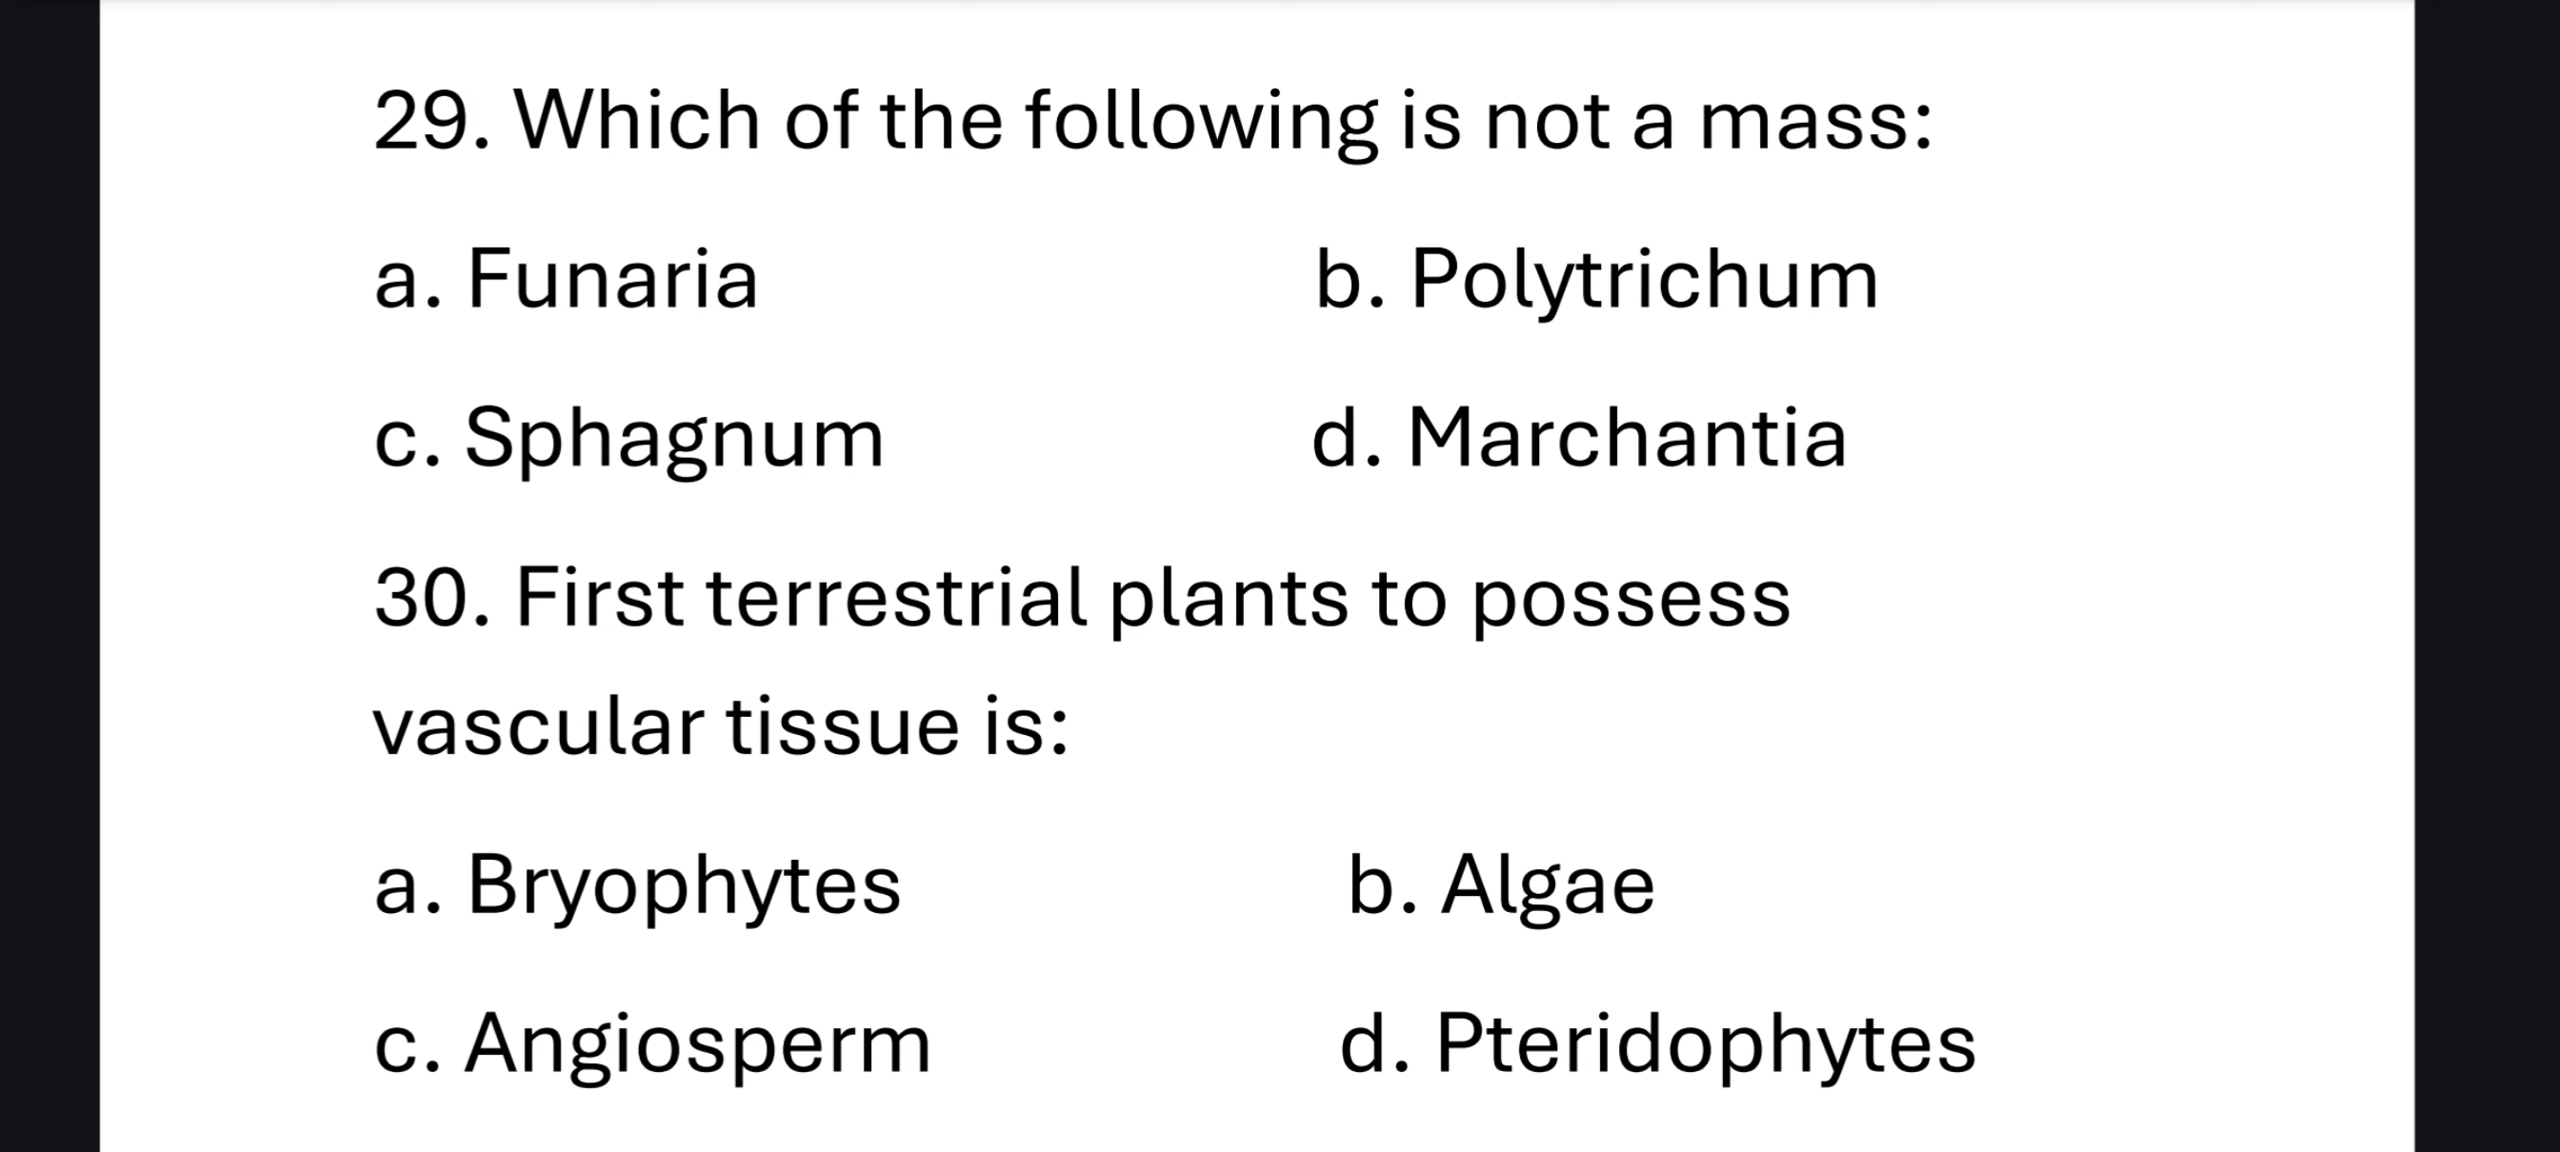 29. Which of the following is not a mass:
a. Funaria b. Polytrichum
c. Sphagnum d. Marchantia
30. First terrestrial plants to possess
vascular tissue is:
a. Bryophytes b. Algae
c. Angiosperm d. Pteridophytes